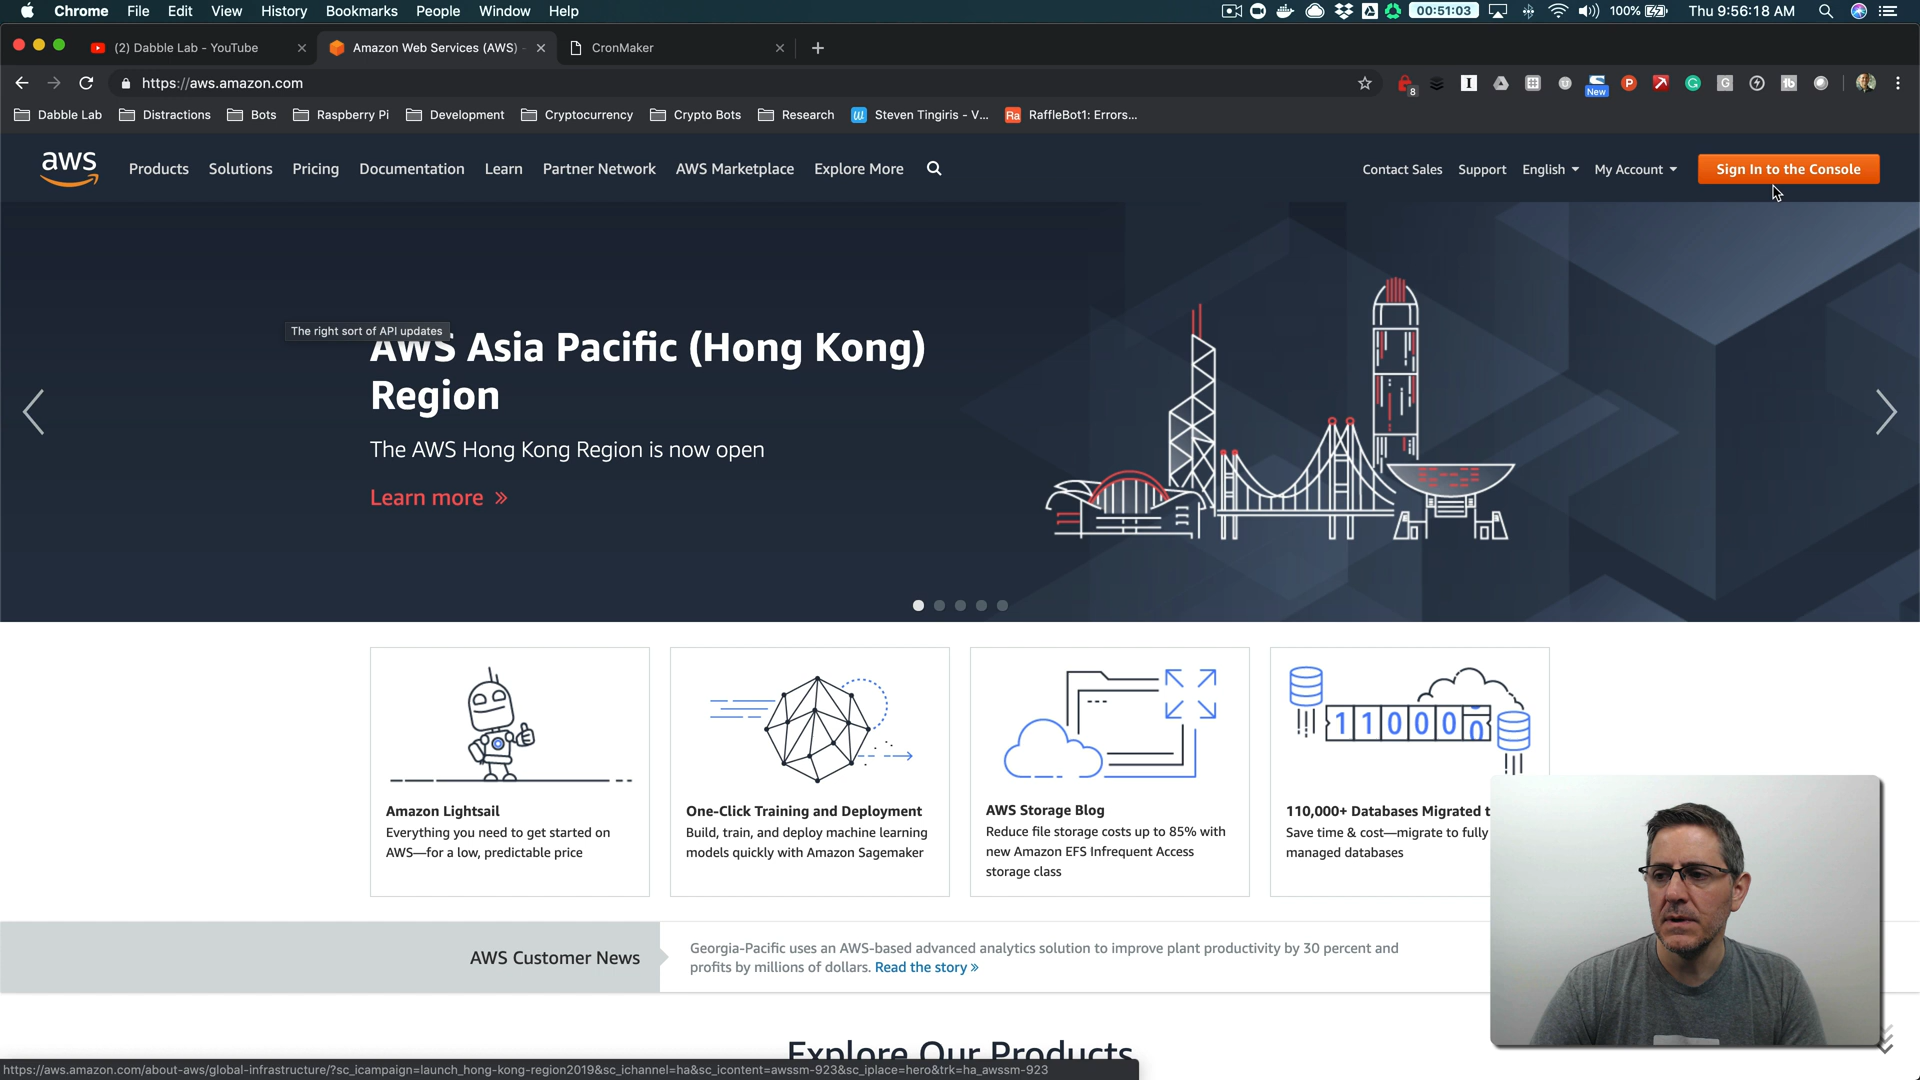 Chrome File Edit View History Bookmarks People Window Help 00:51:03 100% Thu 9:56:18 AM
(2) Dabble Lab - YouTube Amazon Web Services (AWS) - CronMaker
https://aws.amazon.com
8 New
Dabble Lab Distractions Bots Raspberry Pi Development Cryptocurrency Crypto Bots Research Steven Tingiris - V... RaffleBot1: Errors...
aws Products Solutions Pricing Documentation Learn Partner Network AWS Marketplace Explore More Contact Sales Support English My Account Sign In to the Console
The right sort of API updates
AWS Asia Pacific (Hong Kong)
Region
The AWS Hong Kong Region is now open
Learn more »
110000
Amazon Lightsail
Everything you need to get started on
AWS—for a low, predictable price
One-Click Training and Deployment
Build, train, and deploy machine learning
models quickly with Amazon Sagemaker
AWS Storage Blog
Reduce file storage costs up to 85% with
new Amazon EFS Infrequent Access
storage class
110,000+ Databases Migrated t
Save time & cost—migrate to fully
managed databases
AWS Customer News
Georgia-Pacific uses an AWS-based advanced analytics solution to improve plant productivity by 30 percent and
profits by millions of dollars. Read the story »
Explore Our Products
https://aws.amazon.com/about-aws/global-infrastructure/?sc_icampaign=launch_hong-kong-region2019&sc_ichannel=ha&sc_icontent=awssm-923&sc_iplace=hero&trk=ha_awssm-923